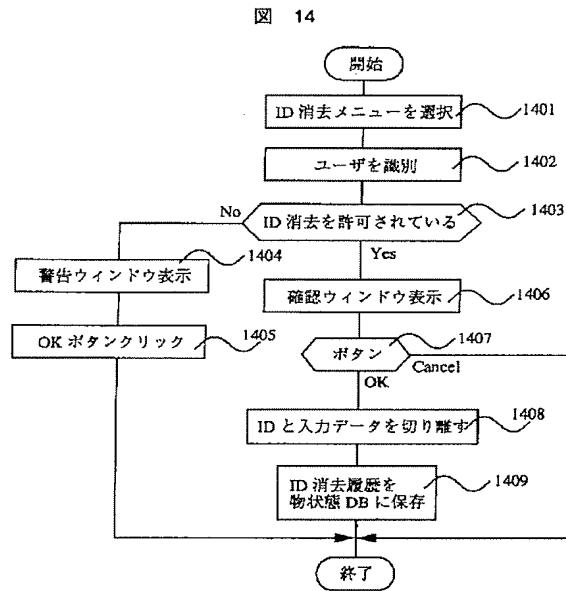 図 14
開始
ID 消去メニューを選択
1401
ユーザを識別
1402
No
ID 消去を許可されている
1403
Yes
警告ウィンドウ表示
1404
確認ウィンドウ表示
1406
OK ボタンクリック
1405
ボタン
1407
Cancel
OK
ID と入力データを切り離す
1408
ID 消去履歴を
物状態 DB に保存
1409
終了